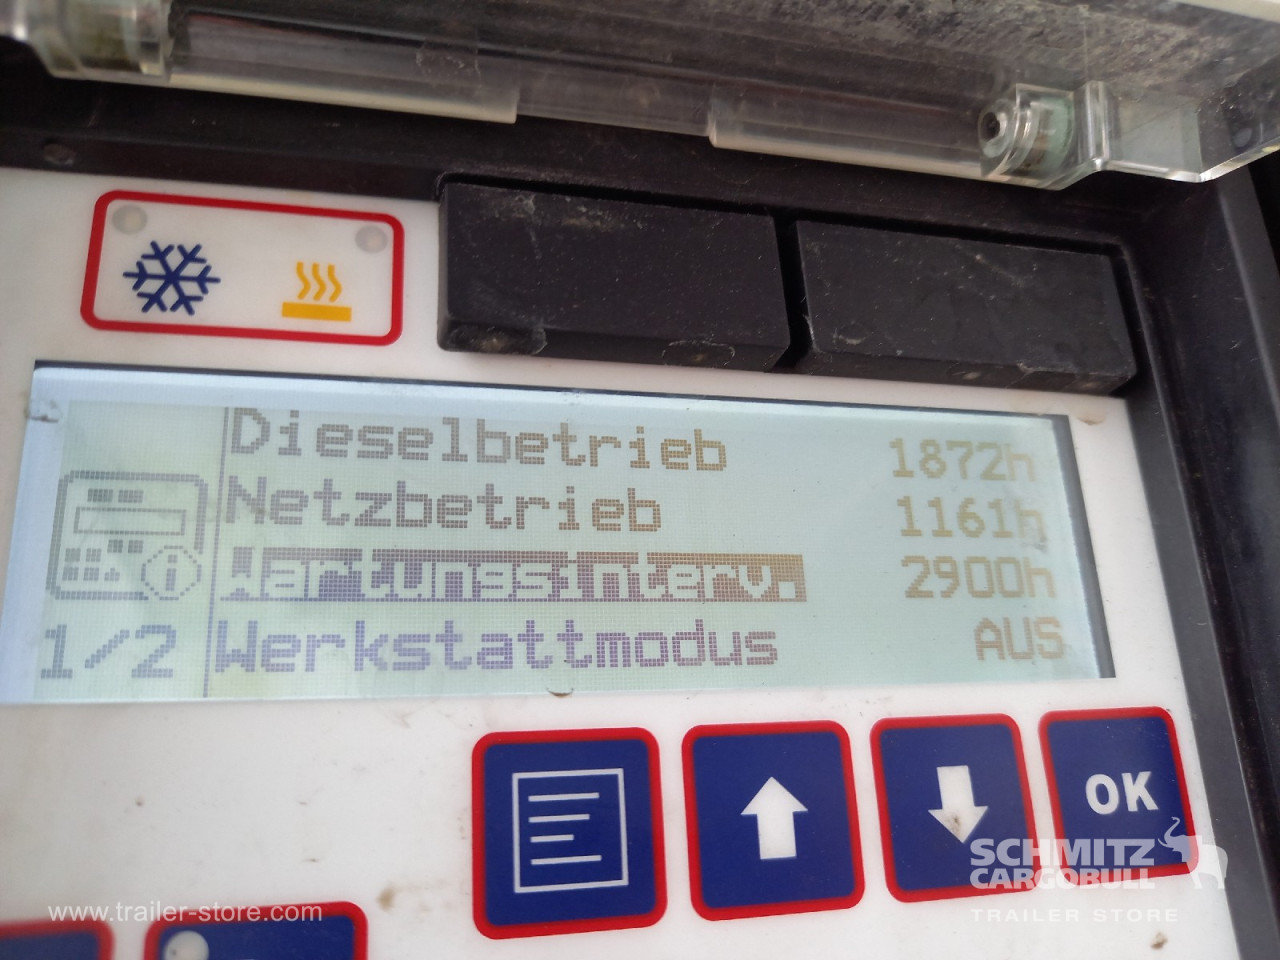 Dieselbetrieb 1872h
Netzbetrieb 1161h
Wartungsinterv. 2900h
1/2 Werkstattmodus AUS
OK
SCHMITZ
CARGOBULL
TRAILER STORE
www.trailer-store.com